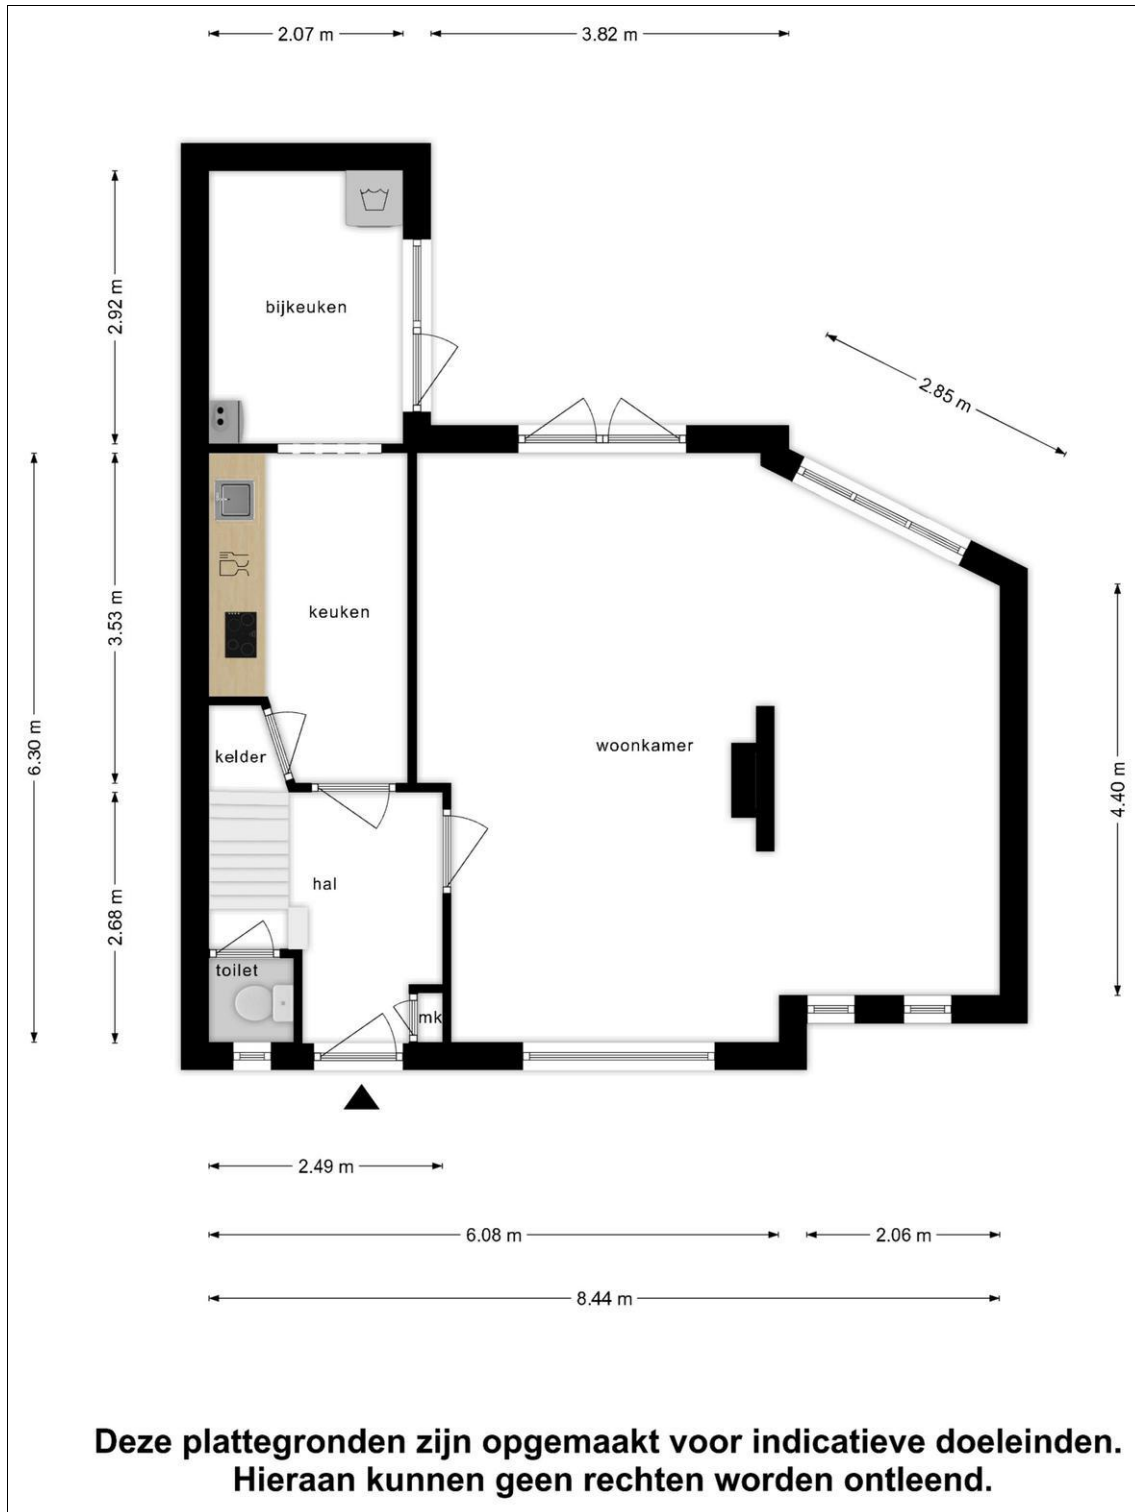 2.07 m
3.82 m
2.92 m
bijkeuken
2.85 m
3.53 m
keuken
6.30 m
kelder
woonkamer
4.40 m
2.68 m
hal
toilet
mk
2.49 m
6.08 m
2.06 m
8.44 m
Deze plattegronden zijn opgemaakt voor indicatieve doeleinden.
Hieraan kunnen geen rechten worden ontleend.